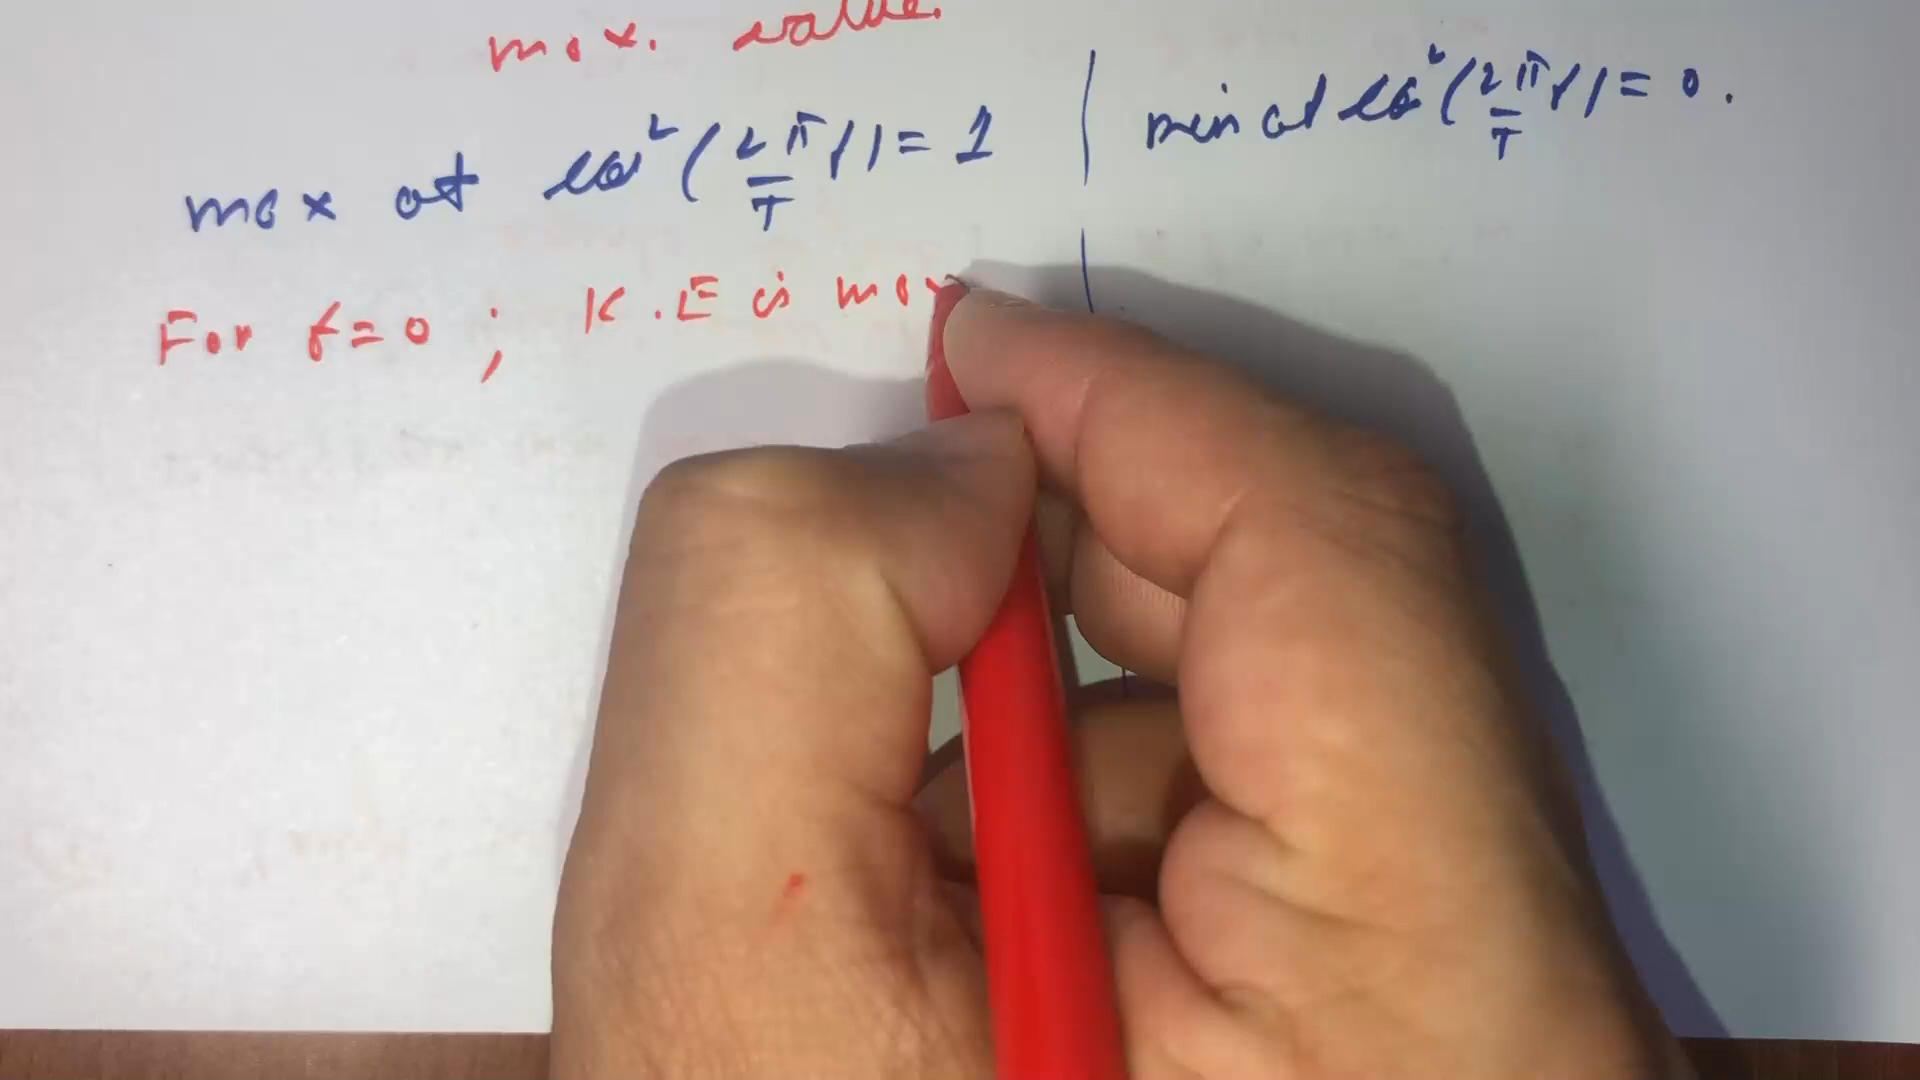 max. value.
max at cos²(2π/T t) = 1 | min at cos²(2π/T t) = 0.
For t=0 ; K.E is max